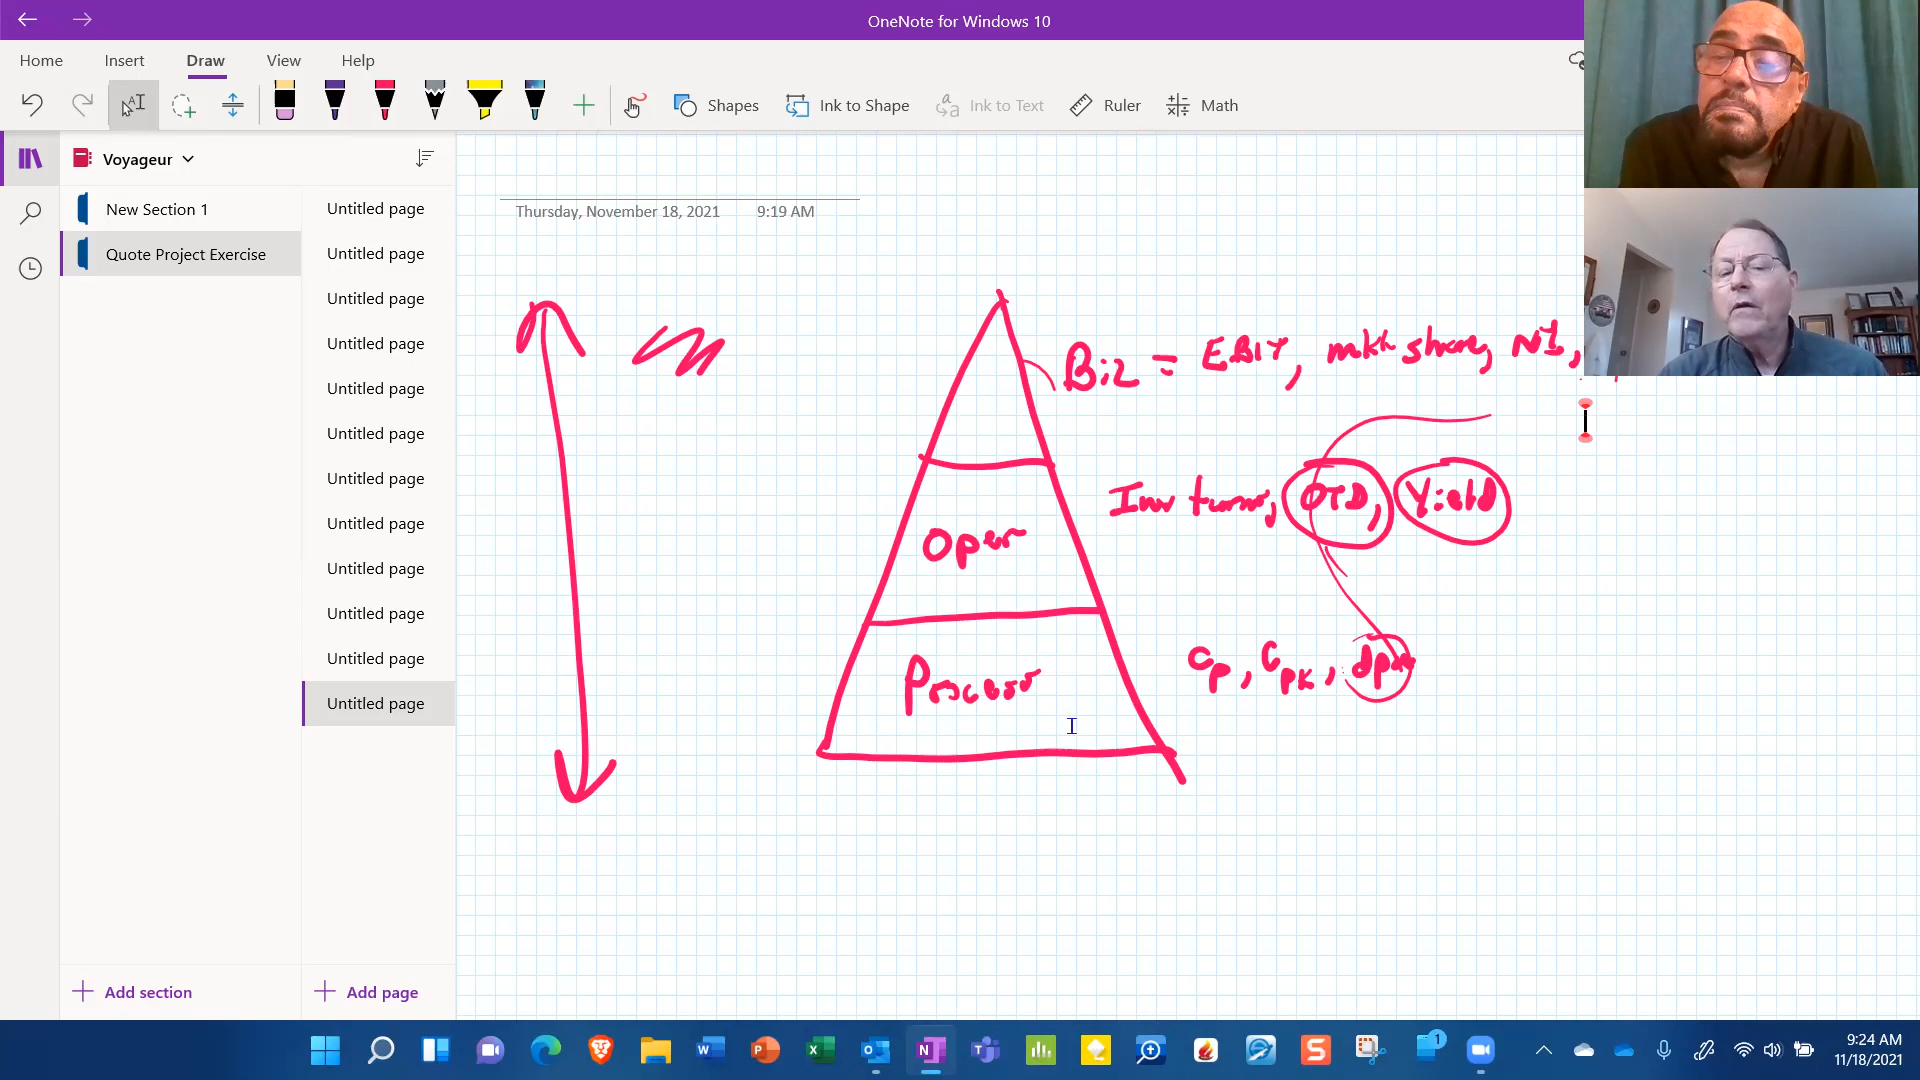 OneNote for Windows 10
Home Insert Draw View Help
Shapes Ink to Shape Ink to Text Ruler Math
Voyageur
New Section 1
Quote Project Exercise
Untitled page
Untitled page
Untitled page
Untitled page
Untitled page
Untitled page
Untitled page
Untitled page
Untitled page
Untitled page
Untitled page
Untitled page
Add section
Add page
Thursday, November 18, 2021 9:19 AM
Biz = EBIT, mkt share, NI,
Inv turns, OTD, Yield
Oper
Process
Cp, Cpk,
9:24 AM
11/18/2021
1